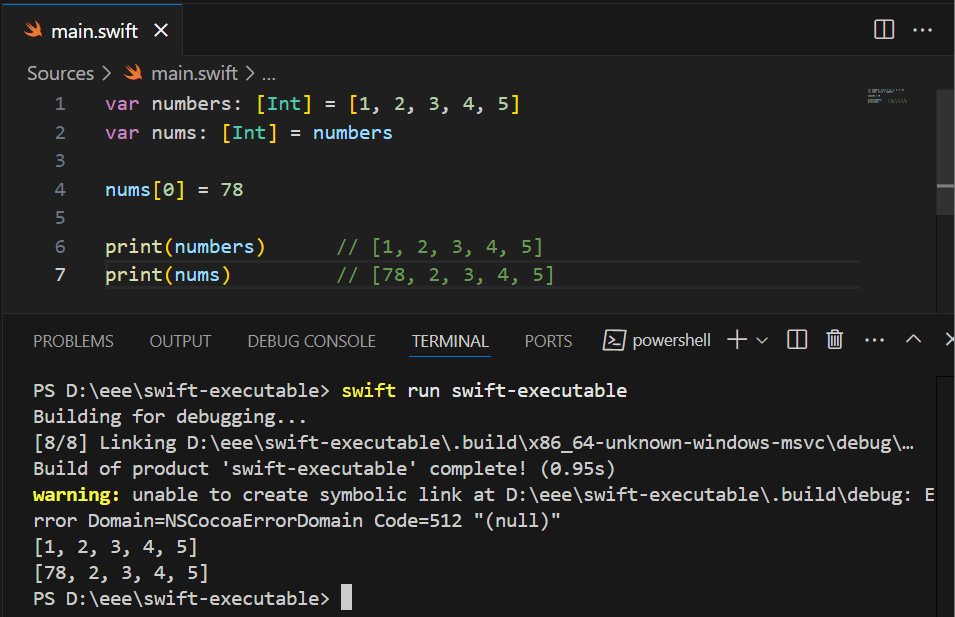 main.swift
Sources > main.swift > ...
1 var numbers: [Int] = [1, 2, 3, 4, 5]
2 var nums: [Int] = numbers
3
4 nums[0] = 78
5
6 print(numbers) // [1, 2, 3, 4, 5]
7 print(nums) // [78, 2, 3, 4, 5]
PROBLEMS OUTPUT DEBUG CONSOLE TERMINAL PORTS powershell
PS D:\eee\swift-executable> swift run swift-executable
Building for debugging...
[8/8] Linking D:\eee\swift-executable\.build\x86_64-unknown-windows-msvc\debug\…
Build of product 'swift-executable' complete! (0.95s)
warning: unable to create symbolic link at D:\eee\swift-executable\.build\debug: E
rror Domain=NSCocoaErrorDomain Code=512 "(null)"
[1, 2, 3, 4, 5]
[78, 2, 3, 4, 5]
PS D:\eee\swift-executable>